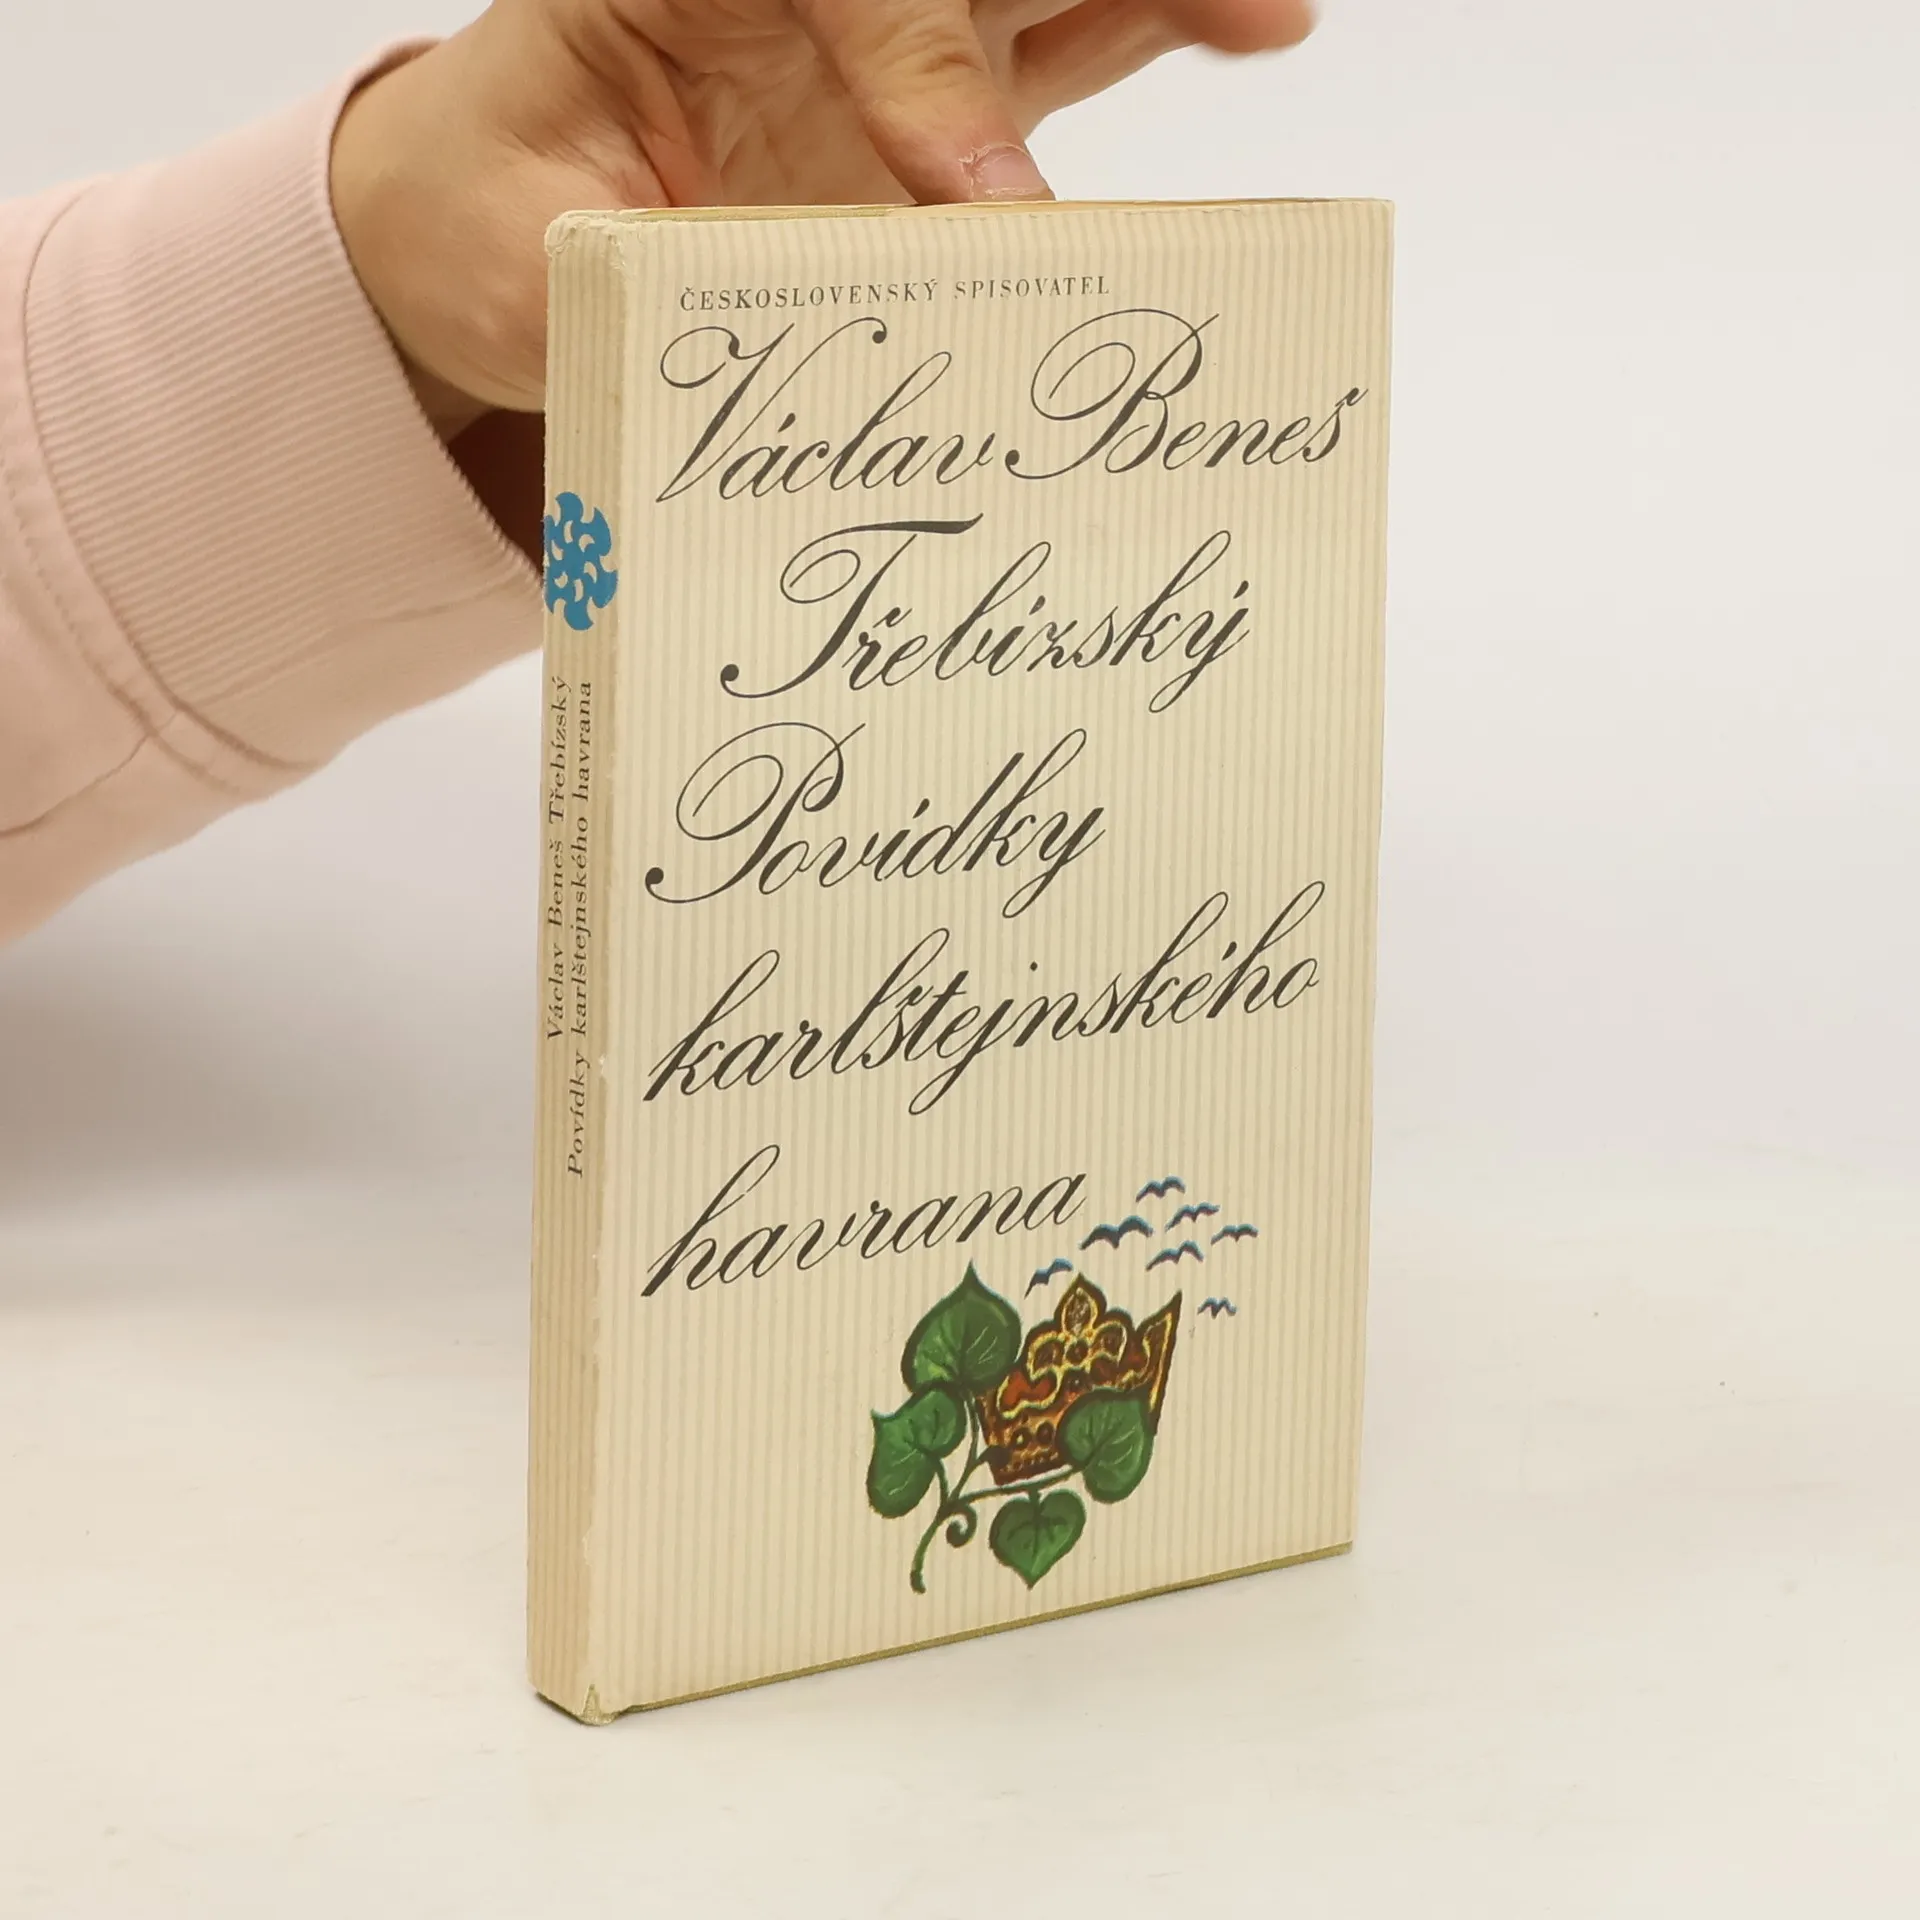 ČESKOSLOVENSKÝ SPISOVATEL
Václav Beneš
Třebízský
Povídky
karlštejnského
havrana
Václav Beneš Třebízský
Povídky karlštejnského havrana